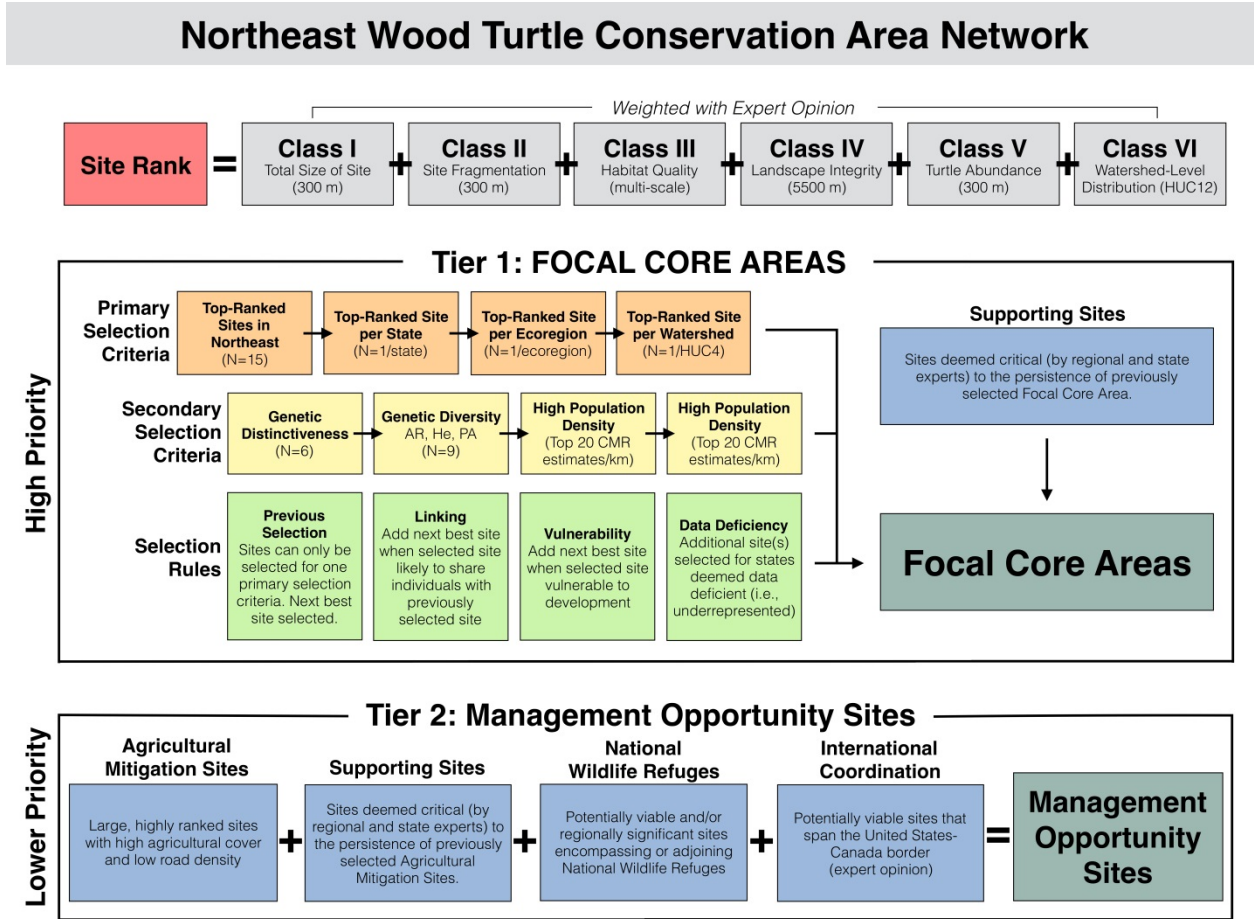 Northeast Wood Turtle Conservation Area Network
Weighted with Expert Opinion
Site Rank
=
Class I
Total Size of Site
(300 m)
+
Class II
Site Fragmentation
(300 m)
+
Class III
Habitat Quality
(multi-scale)
+
Class IV
Landscape Integrity
(5500 m)
+
Class V
Turtle Abundance
(300 m)
+
Class VI
Watershed-Level
Distribution (HUC12)
High Priority
Tier 1: FOCAL CORE AREAS
Primary
Selection
Criteria
Top-Ranked
Sites in
Northeast
(N=15)
Top-Ranked Site
per State
(N=1/state)
Top-Ranked Site
per Ecoregion
(N=1/ecoregion)
Top-Ranked Site
per Watershed
(N=1/HUC4)
Secondary
Selection
Criteria
Genetic
Distinctiveness
(N=6)
Genetic Diversity
AR, He, PA
(N=9)
High Population
Density
(Top 20 CMR
estimates/km)
High Population
Density
(Top 20 CMR
estimates/km)
Selection
Rules
Previous
Selection
Sites can only be
selected for one
primary selection
criteria. Next best
site selected.
Linking
Add next best site
when selected site
likely to share
individuals with
previously
selected site
Vulnerability
Add next best site
when selected site
vulnerable to
development
Data Deficiency
Additional site(s)
selected for states
deemed data
deficient (i.e.,
underrepresented)
Supporting Sites
Sites deemed critical (by regional and state
experts) to the persistence of previously
selected Focal Core Area.
Focal Core Areas
Lower Priority
Tier 2: Management Opportunity Sites
Agricultural
Mitigation Sites
Large, highly ranked sites
with high agricultural cover
and low road density
+
Supporting Sites
Sites deemed critical (by
regional and state experts) to
the persistence of previously
selected Agricultural
Mitigation Sites.
+
National
Wildlife Refuges
Potentially viable and/or
regionally significant sites
encompassing or adjoining
National Wildlife Refuges
+
International
Coordination
Potentially viable sites that
span the United States-
Canada border
(expert opinion)
=
Management
Opportunity
Sites